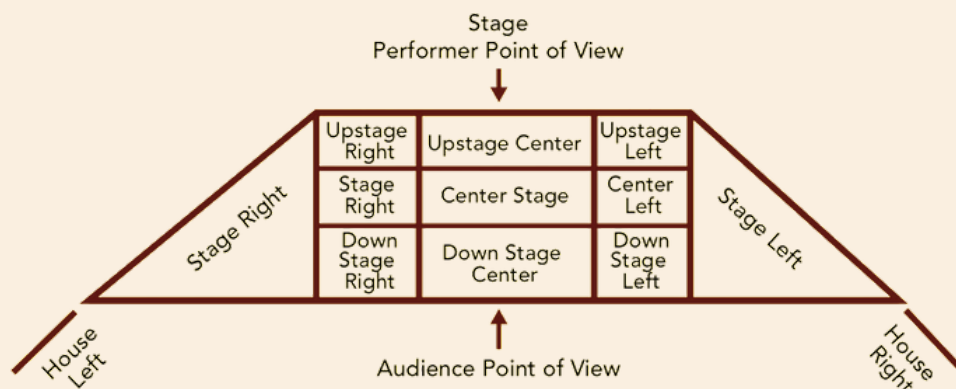 Stage
Performer Point of View
Upstage
Right
Upstage Center
Upstage
Left
Stage Right
Stage
Right
Center Stage
Center
Left
Stage Left
Down
Stage
Right
Down Stage
Center
Down
Stage
Left
House
Left
Audience Point of View
House
Right